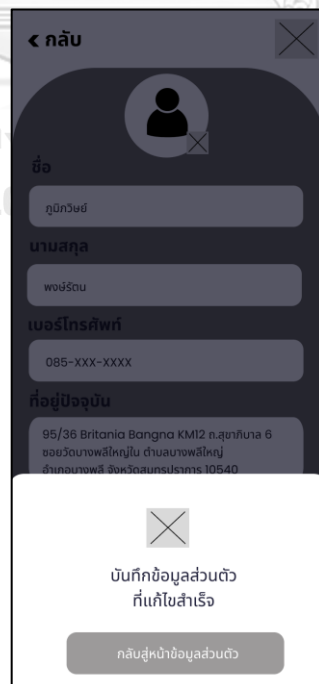 กลับ
ชื่อ
ภูมิกวิษย์
นามสกุล
พงษ์รัตน
เบอร์โทรศัพท์
085-XXX-XXXX
ที่อยู่ปัจจุบัน
95/36 Britania Bangna KM12 ถ.สุขาภิบาล 6
ซอยวัดบางพลีใหญ่ใน ตำบลบางพลีใหญ่
อำเภอบางพลี จังหวัดสมุทรปราการ 10540
บันทึกข้อมูลส่วนตัว
ที่แก้ไขสำเร็จ
กลับสู่หน้าข้อมูลส่วนตัว